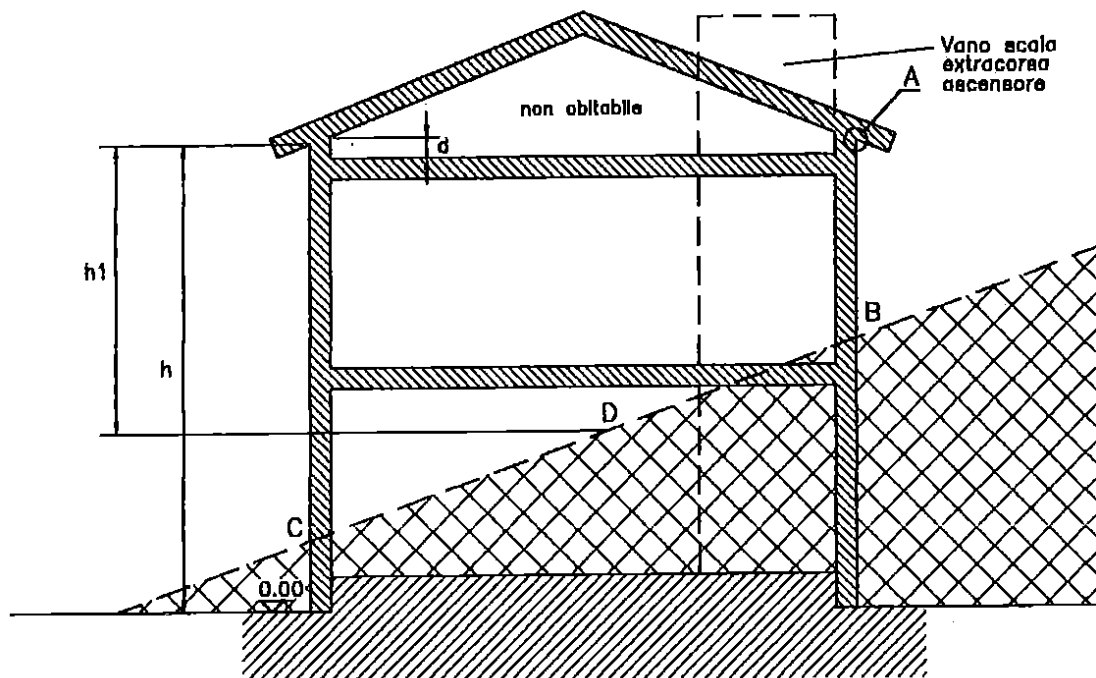 Vano scala
extracorsa
ascensore
A
non abitabile
d
h1
B
h
D
C
0.00